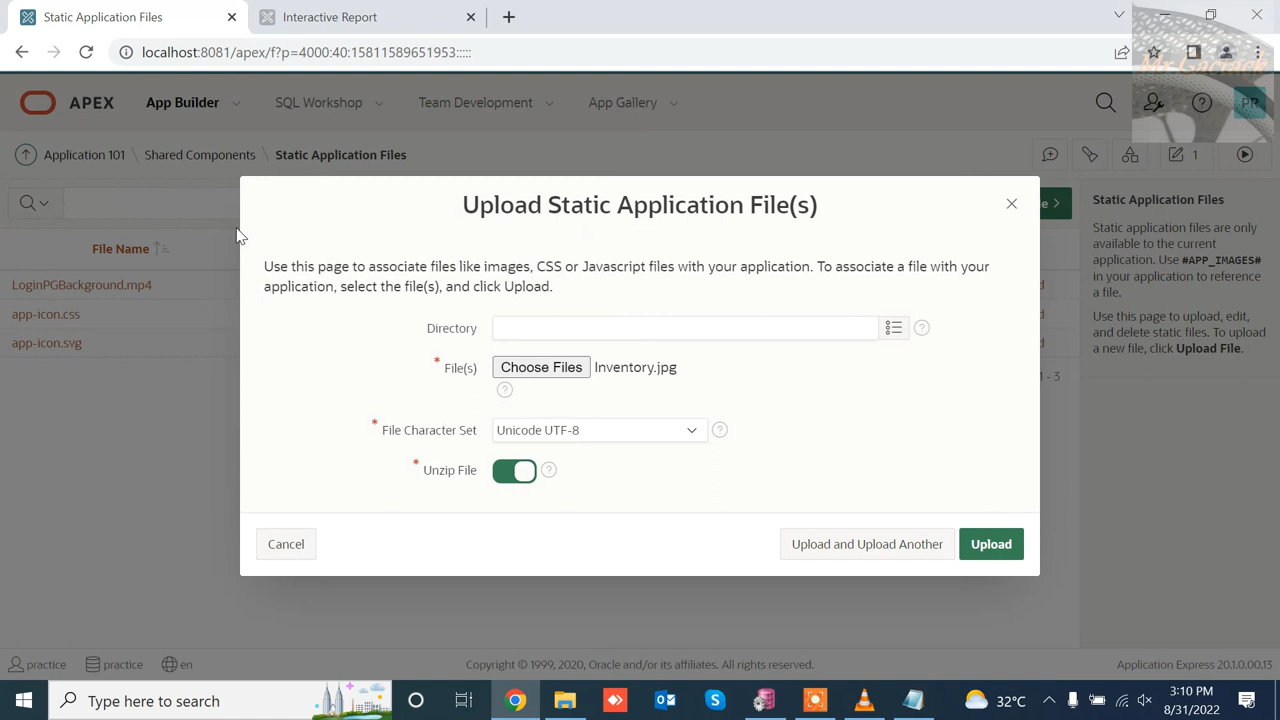 Static Application Files
Interactive Report
localhost:8081/apex/f?p=4000:40:15811589651953:::::
Mr.Gactack
APEX
App Builder
SQL Workshop
Team Development
App Gallery
PR
Application 101
Shared Components
Static Application Files
1
File Name
LoginPGBackground.mp4
app-icon.css
app-icon.svg
Upload Static Application File(s)
Use this page to associate files like images, CSS or Javascript files with your application. To associate a file with your
application, select the file(s), and click Upload.
Directory
* File(s)
Choose Files Inventory.jpg
* File Character Set
Unicode UTF-8
* Unzip File
Cancel
Upload and Upload Another
Upload
e >
d
d
d
1 - 3
Static Application Files
Static application files are only
available to the current
application. Use #APP_IMAGES#
in your application to reference
a file.
Use this page to upload, edit,
and delete static files. To upload
a new file, click Upload File.
practice
practice
en
Copyright © 1999, 2020, Oracle and/or its affiliates. All rights reserved.
Application Express 20.1.0.00.13
Type here to search
32°C
3:10 PM
8/31/2022